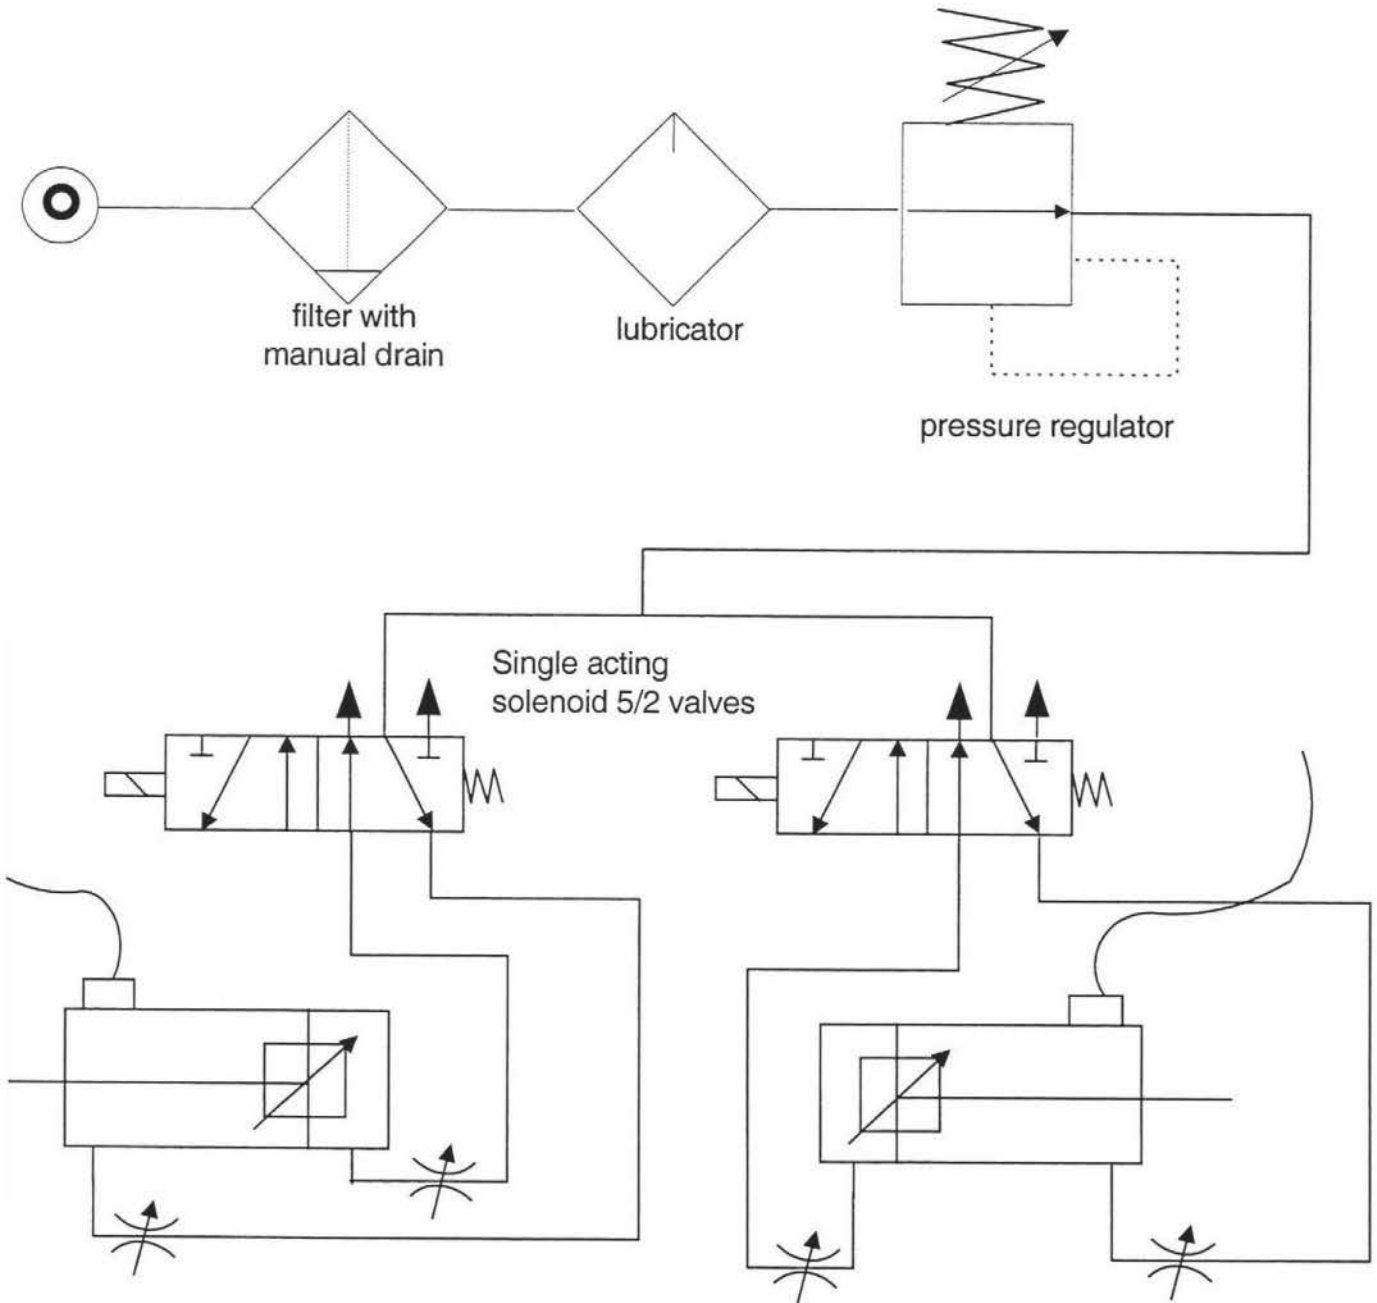 filter with
manual drain
lubricator
pressure regulator
Single acting
solenoid 5/2 valves